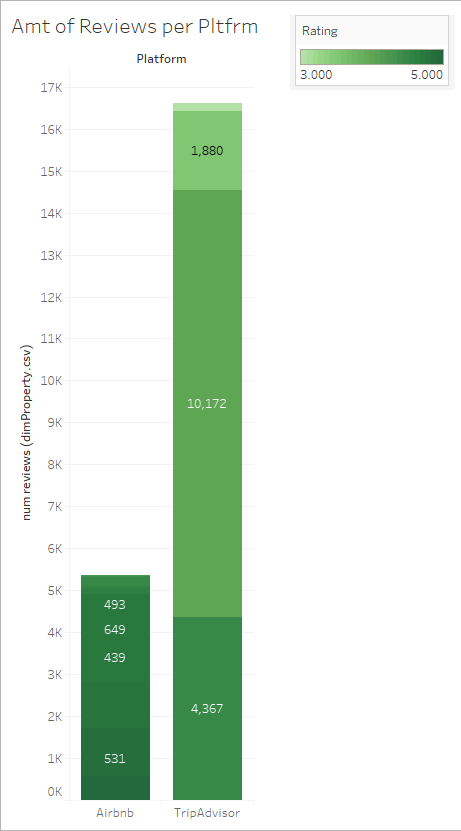 Amt of Reviews per Pltfrm
Rating
3.000 5.000
Platform
num reviews (dimProperty.csv)
17K
16K
15K
14K
13K
12K
11K
10K
9K
8K
7K
6K
5K
4K
3K
2K
1K
0K
493
649
439
531
1,880
10,172
4,367
Airbnb TripAdvisor